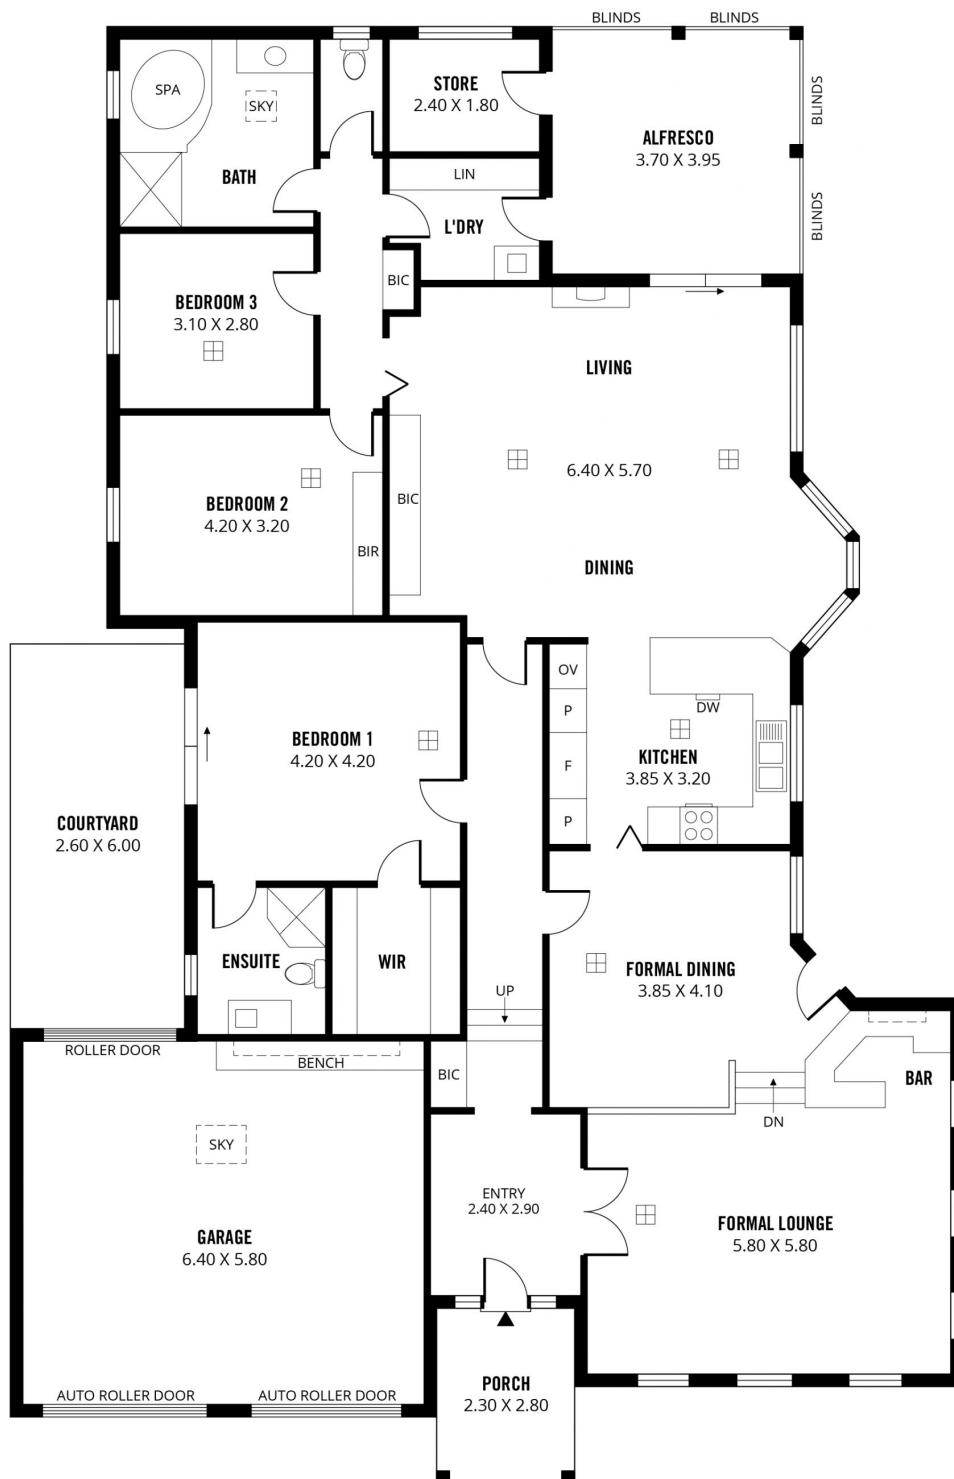 BLINDS
BLINDS
SPA
SKY
STORE
2.40 X 1.80
BLINDS
ALFRESCO
3.70 X 3.95
BATH
LIN
L'DRY
BLINDS
BIC
BEDROOM 3
3.10 X 2.80
LIVING
6.40 X 5.70
BEDROOM 2
4.20 X 3.20
BIC
BIR
DINING
OV
P
DW
BEDROOM 1
4.20 X 4.20
F
KITCHEN
3.85 X 3.20
P
COURTYARD
2.60 X 6.00
ENSUITE
WIR
FORMAL DINING
3.85 X 4.10
UP
ROLLER DOOR
BENCH
BIC
BAR
DN
SKY
ENTRY
2.40 X 2.90
GARAGE
6.40 X 5.80
FORMAL LOUNGE
5.80 X 5.80
AUTO ROLLER DOOR
AUTO ROLLER DOOR
PORCH
2.30 X 2.80